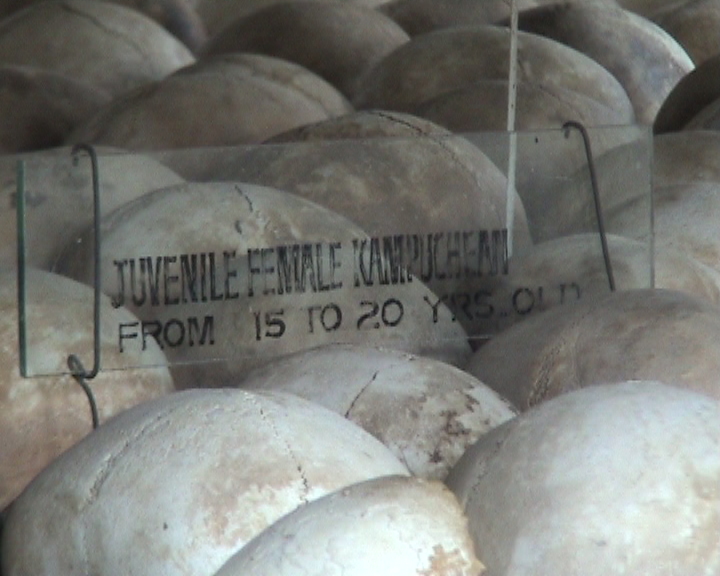 JUVENILE FEMALE KAMPUCHEAN
FROM 15 TO 20 YRS.OLD